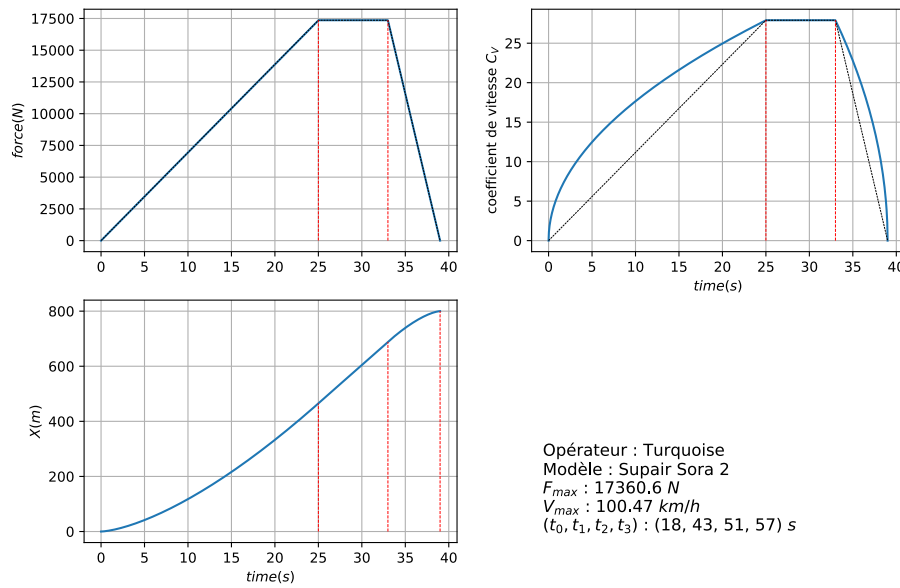 17500
15000
12500
10000
7500
5000
2500
0
force(N)
0 5 10 15 20 25 30 35 40
25
20
15
10
5
0
coefficient de vitesse C_V
0 5 10 15 20 25 30 35 40
time(s)
800
600
400
200
0
X(m)
0 5 10 15 20 25 30 35 40
time(s)
Opérateur : Turquoise
Modèle : Supair Sora 2
F_max : 17360.6 N
V_max : 100.47 km/h
(t_0, t_1, t_2, t_3) : (18, 43, 51, 57) s